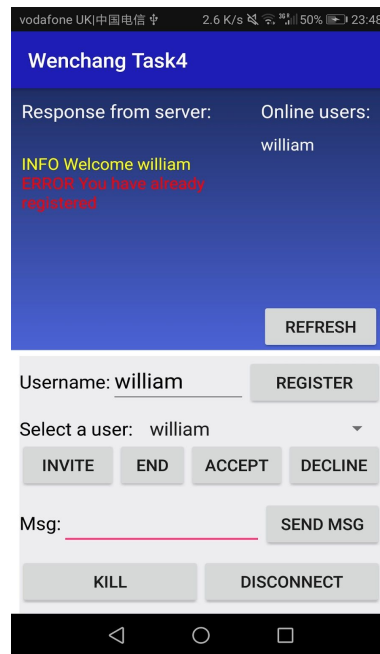 vodafone UK|中国电信 2.6 K/s 3G 50% 23:48
Wenchang Task4
Response from server: Online users:
william
INFO Welcome william
ERROR You have already
registered
REFRESH
Username: william REGISTER
Select a user: william
INVITE END ACCEPT DECLINE
Msg: SEND MSG
KILL DISCONNECT